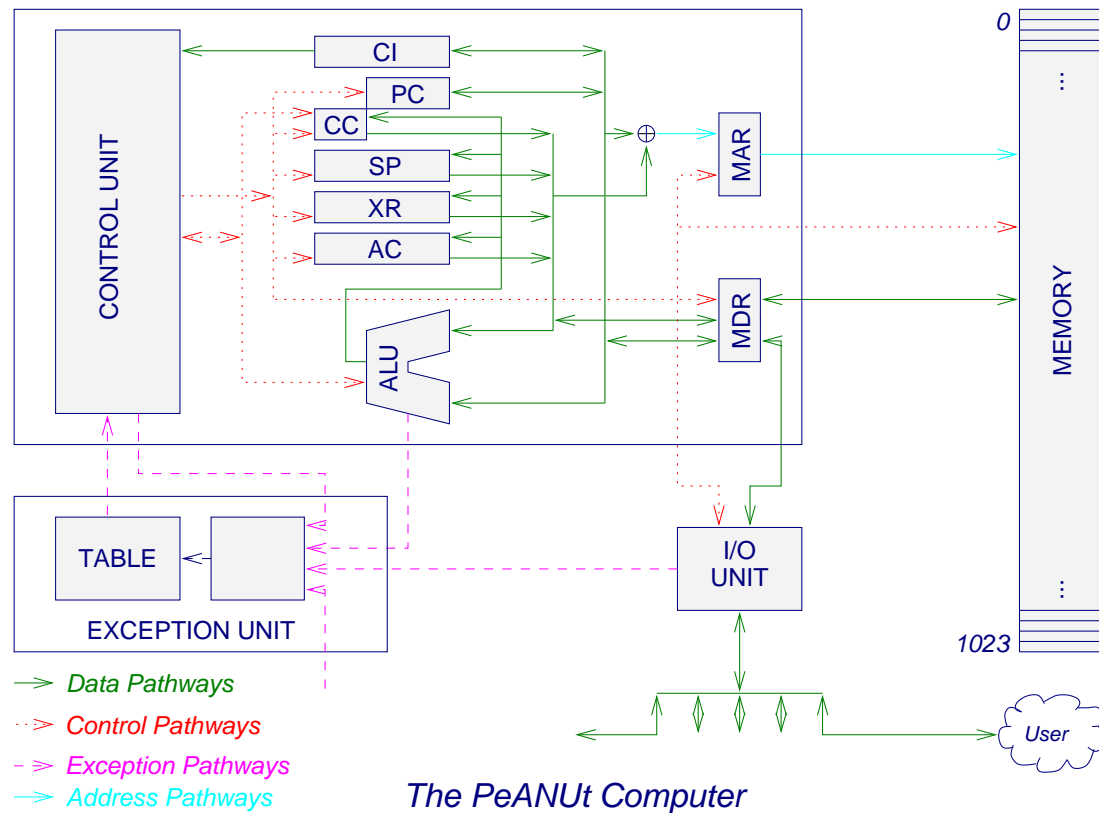 0
CI
PC
CC
SP
XR
AC
ALU
CONTROL UNIT
MAR
MDR
...
MEMORY
...
1023
TABLE
EXCEPTION UNIT
I/O
UNIT
Data Pathways
Control Pathways
Exception Pathways
Address Pathways
User
The PeANUt Computer